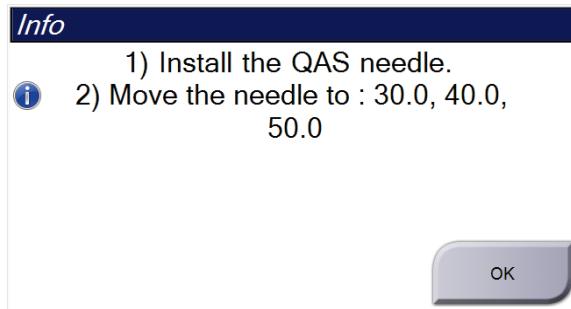 Info
1) Install the QAS needle.
2) Move the needle to : 30.0, 40.0,
50.0
OK